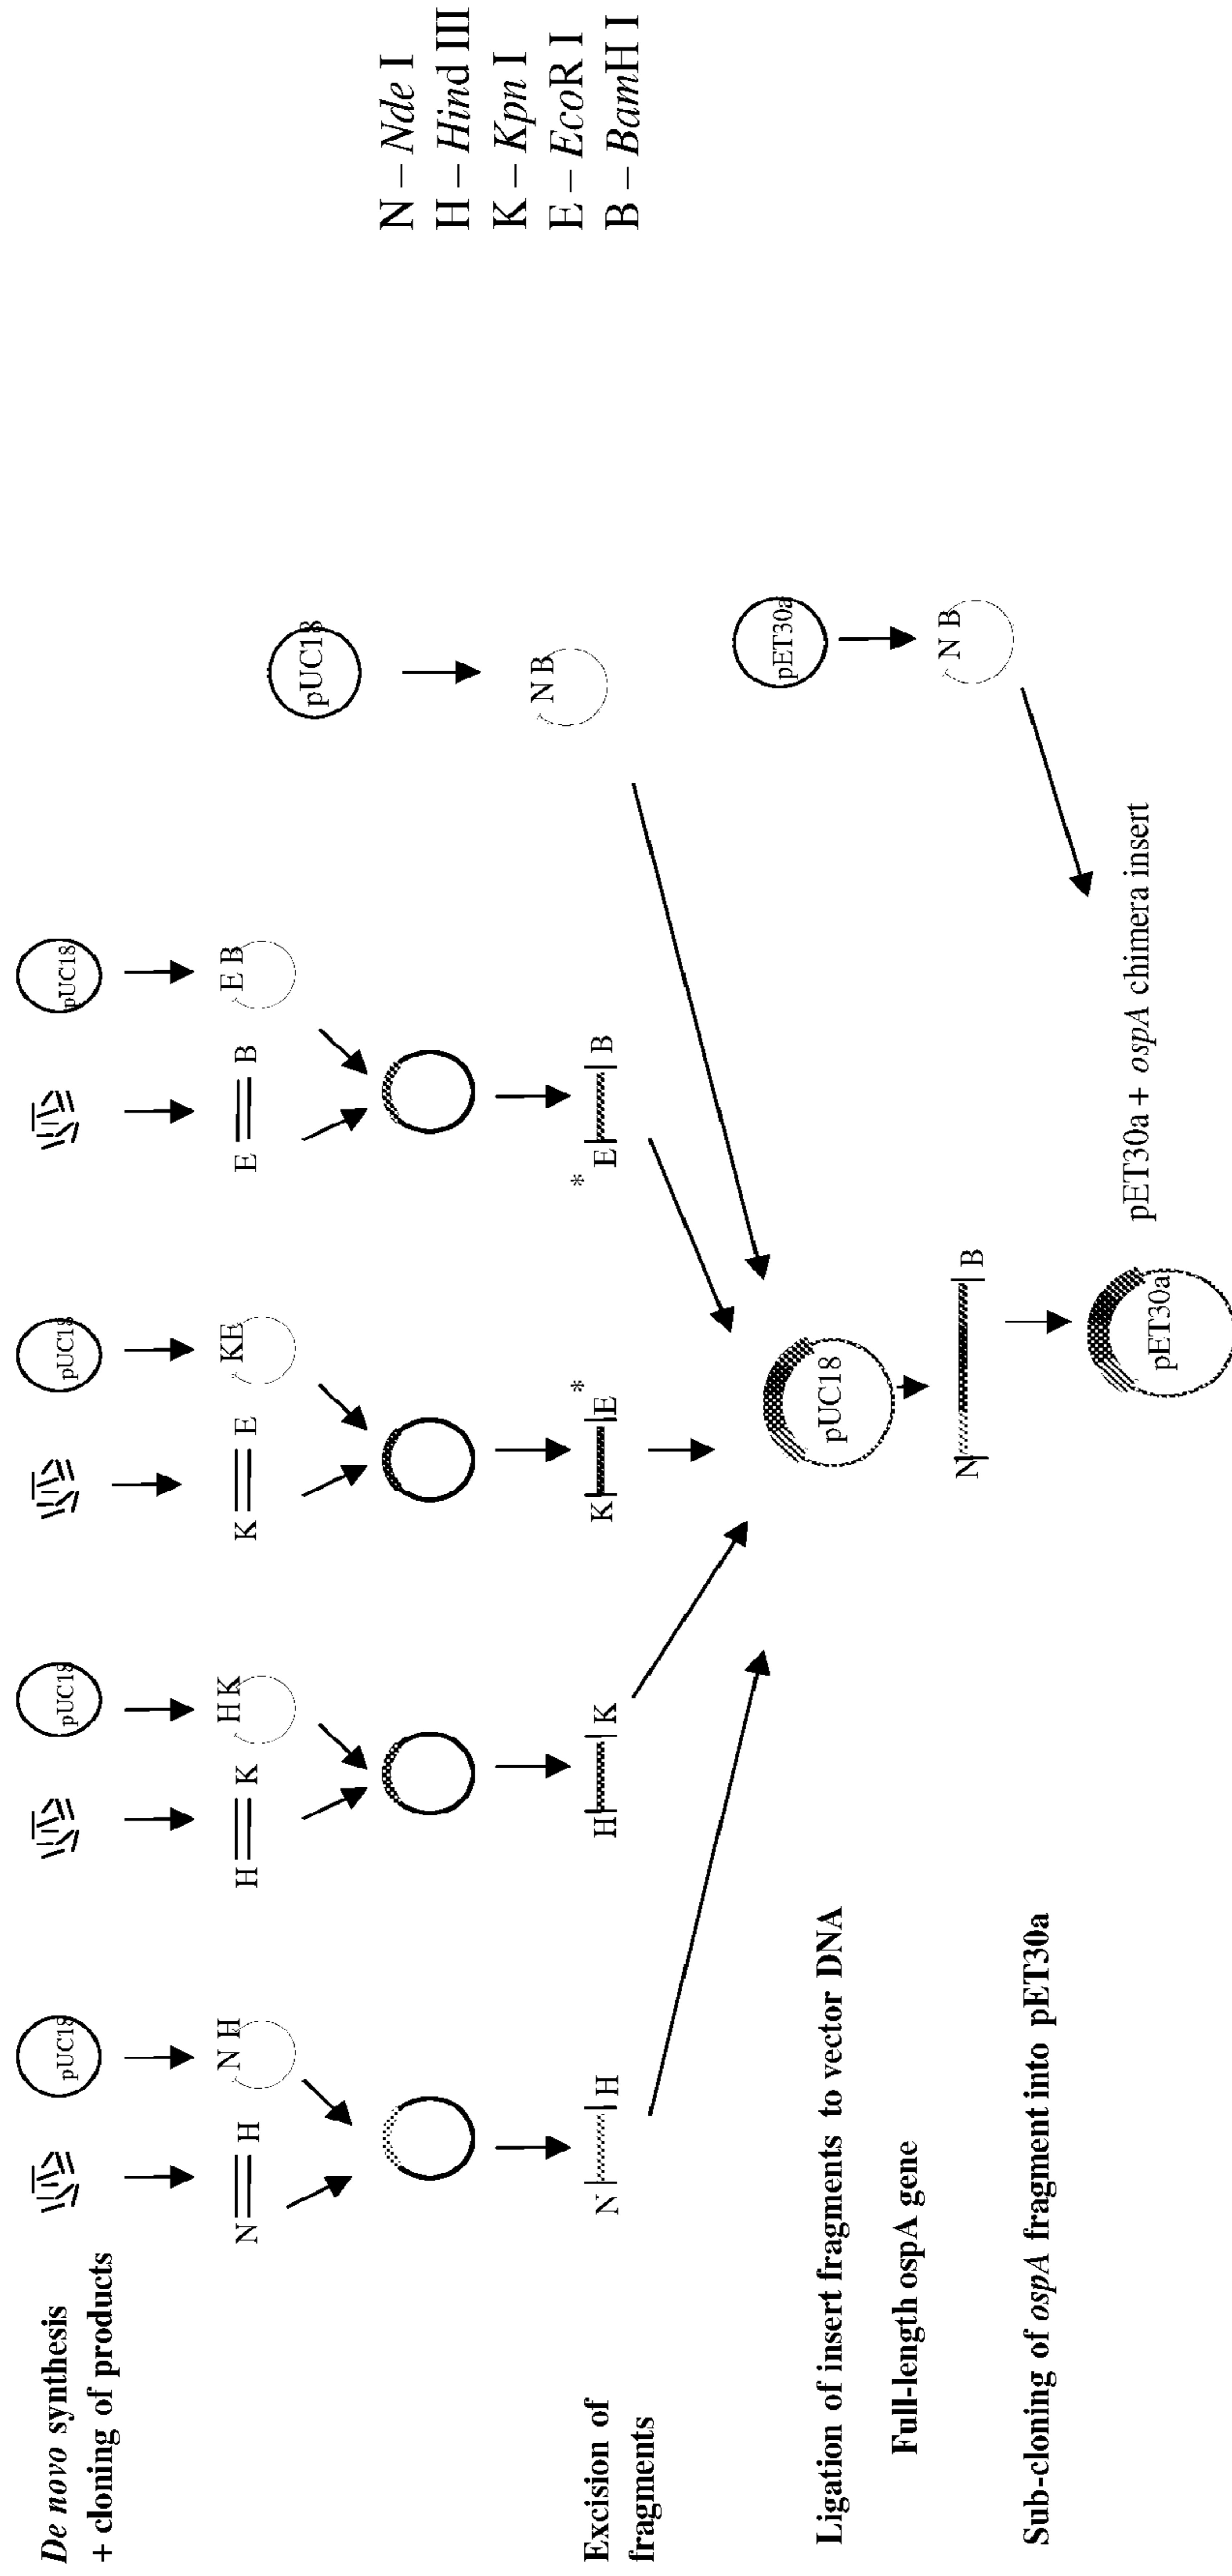 De novo synthesis
+ cloning of products
pUC18
pUC18
pUC18
pUC18
N H
N H
H K
HK
K E
KE
E B
E B
pUC18
N B
Excision of
fragments
N H
H K
K E *
* E B
N – Nde I
H – Hind III
K – Kpn I
E – EcoR I
B – BamH I
Ligation of insert fragments to vector DNA
pUC18
pET30a
Full-length ospA gene
N B
N B
Sub-cloning of ospA fragment into pET30a
pET30a
pET30a + ospA chimera insert